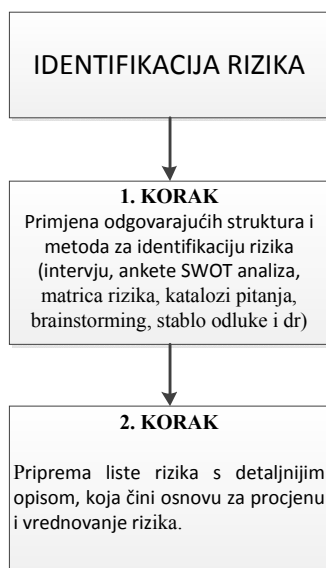 IDENTIFIKACIJA RIZIKA
1. KORAK
Primjena odgovarajućih struktura i
metoda za identifikaciju rizika
(intervju, ankete SWOT analiza,
matrica rizika, katalozi pitanja,
brainstorming, stablo odluke i dr)
2. KORAK
Priprema liste rizika s detaljnijim
opisom, koja čini osnovu za procjenu
i vrednovanje rizika.